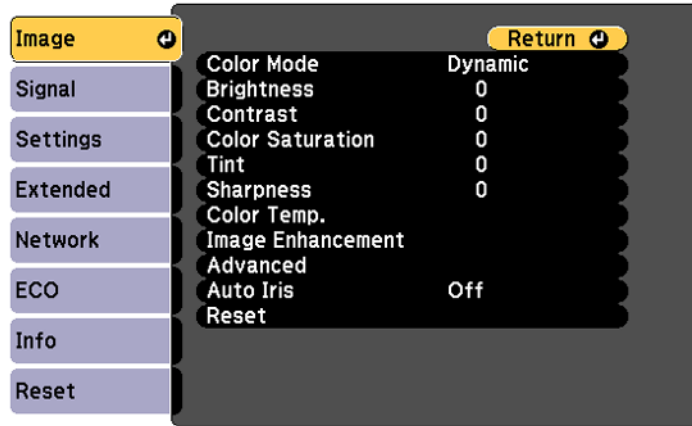 Image
Signal
Settings
Extended
Network
ECO
Info
Reset
Return
Color Mode Dynamic
Brightness 0
Contrast 0
Color Saturation 0
Tint 0
Sharpness 0
Color Temp.
Image Enhancement
Advanced
Auto Iris Off
Reset